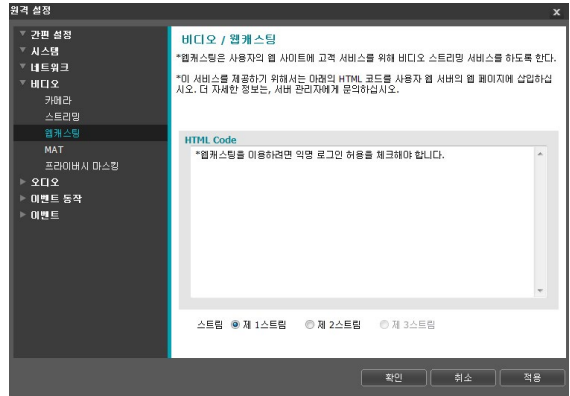 원격 설정
x
간편 설정
시스템
네트워크
비디오
카메라
스트리밍
웹캐스팅
MAT
프라이버시 마스킹
오디오
이벤트 동작
이벤트
비디오 / 웹캐스팅
*웹캐스팅은 사용자의 웹 사이트에 고객 서비스를 위해 비디오 스트리밍 서비스를 하도록 한다.
*이 서비스를 제공하기 위해서는 아래의 HTML 코드를 사용자 웹 서버의 웹 페이지에 삽입하십
시오. 더 자세한 정보는, 서버 관리자에게 문의하십시오.
HTML Code
*웹캐스팅를 이용하려면 익명 로그인 허용를 체크해야 합니다.
스트림 제 1스트림 제 2스트림 제 3스트림
확인 취소 적용